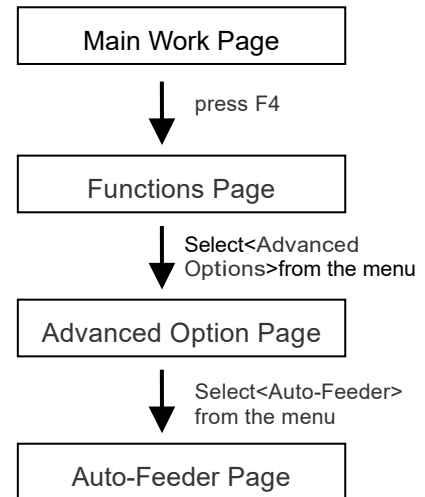 Main Work Page
press F4
Functions Page
Select<Advanced
Options>from the menu
Advanced Option Page
Select<Auto-Feeder>
from the menu
Auto-Feeder Page